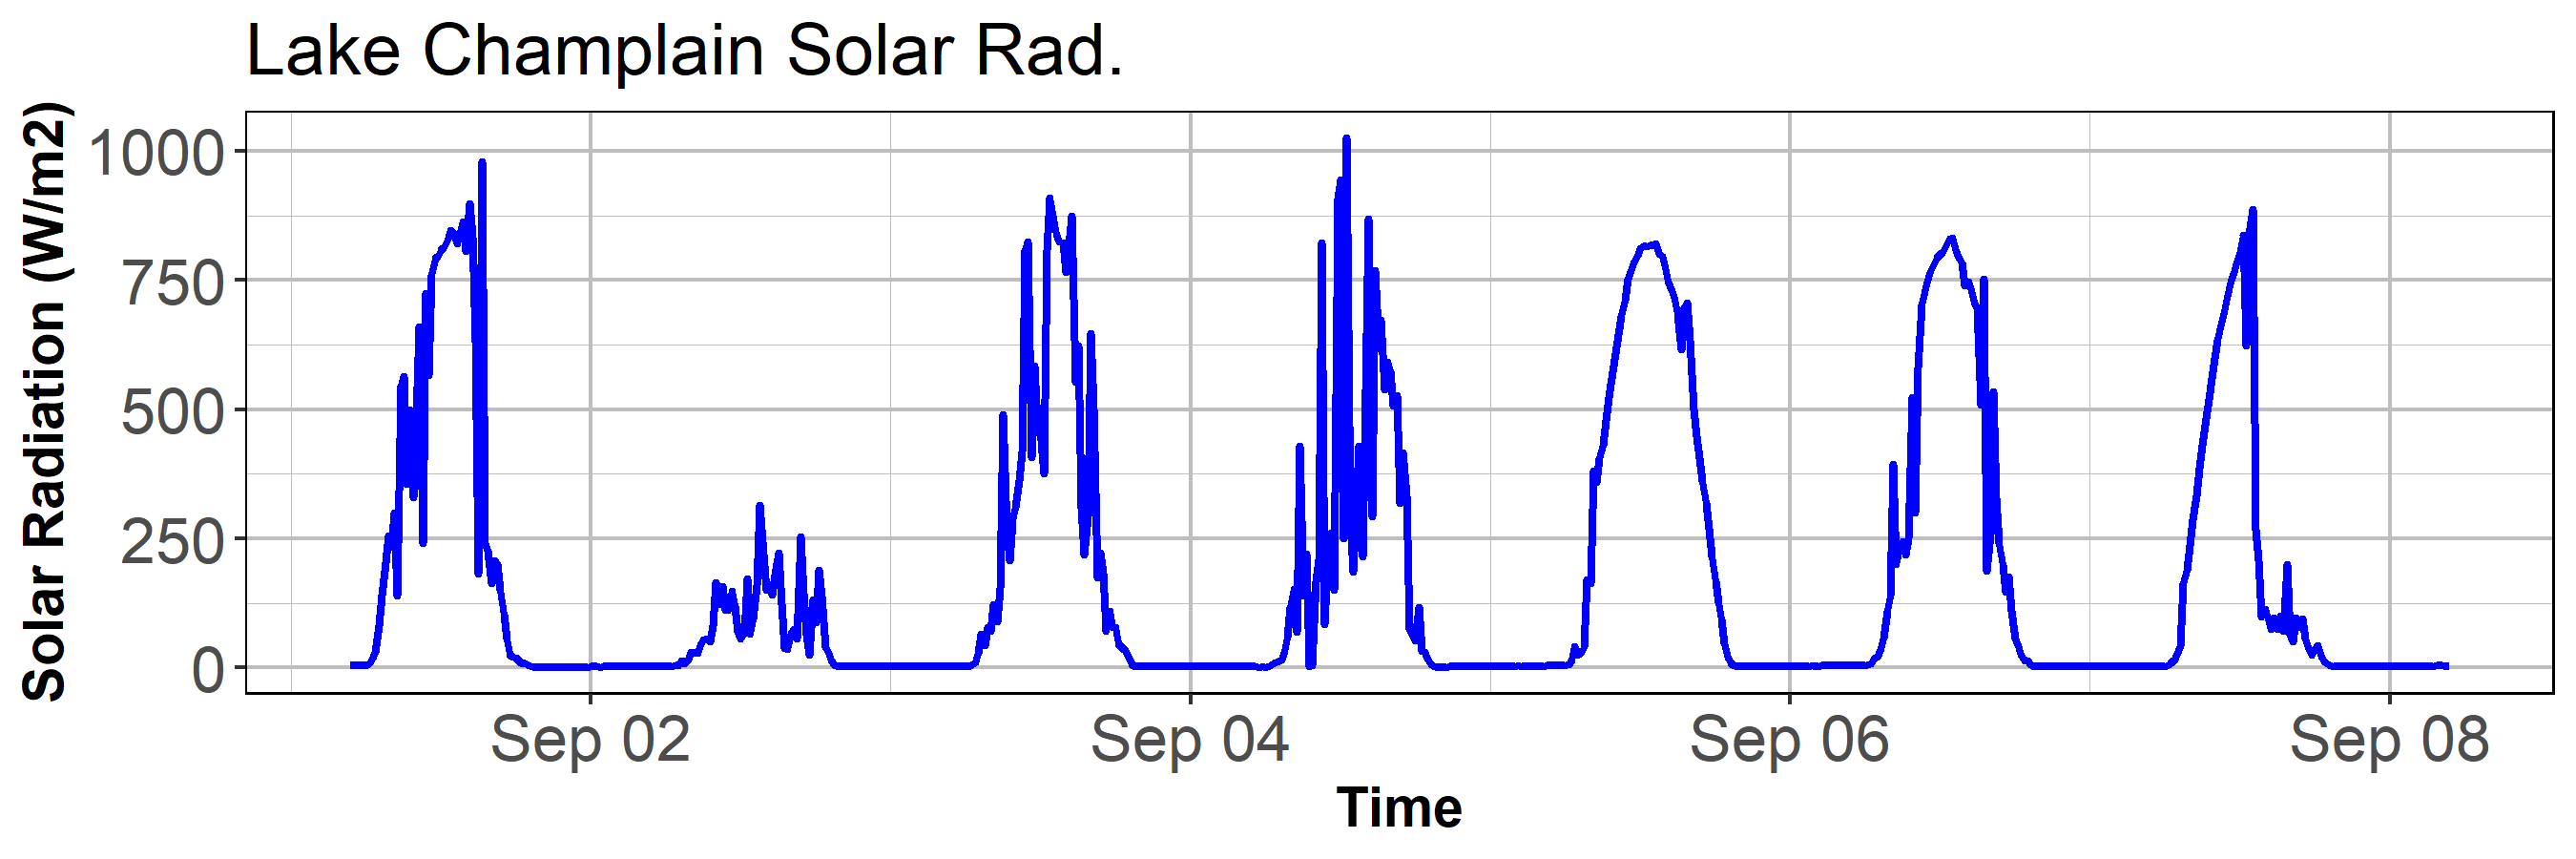 Lake Champlain Solar Rad.
Solar Radiation (W/m2)
1000
750
500
250
0
Sep 02
Sep 04
Sep 06
Sep 08
Time